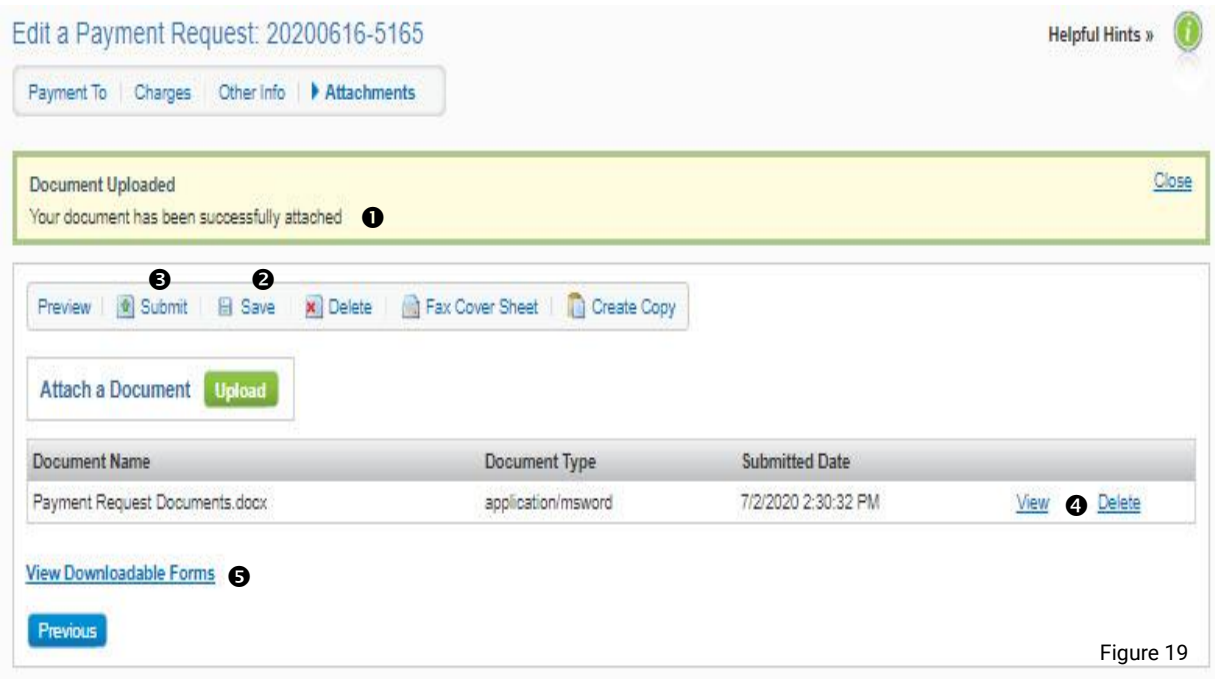 Edit a Payment Request: 20200616-5165
Helpful Hints »
Payment To | Charges | Other Info | Attachments
Document Uploaded
Close
Your document has been successfully attached ❶
❸ ❷
Preview | Submit | Save | Delete | Fax Cover Sheet | Create Copy
Attach a Document Upload
Document Name Document Type Submitted Date
Payment Request Documents.docx application/msword 7/2/2020 2:30:32 PM View ❹ Delete
View Downloadable Forms ❺
Previous
Figure 19